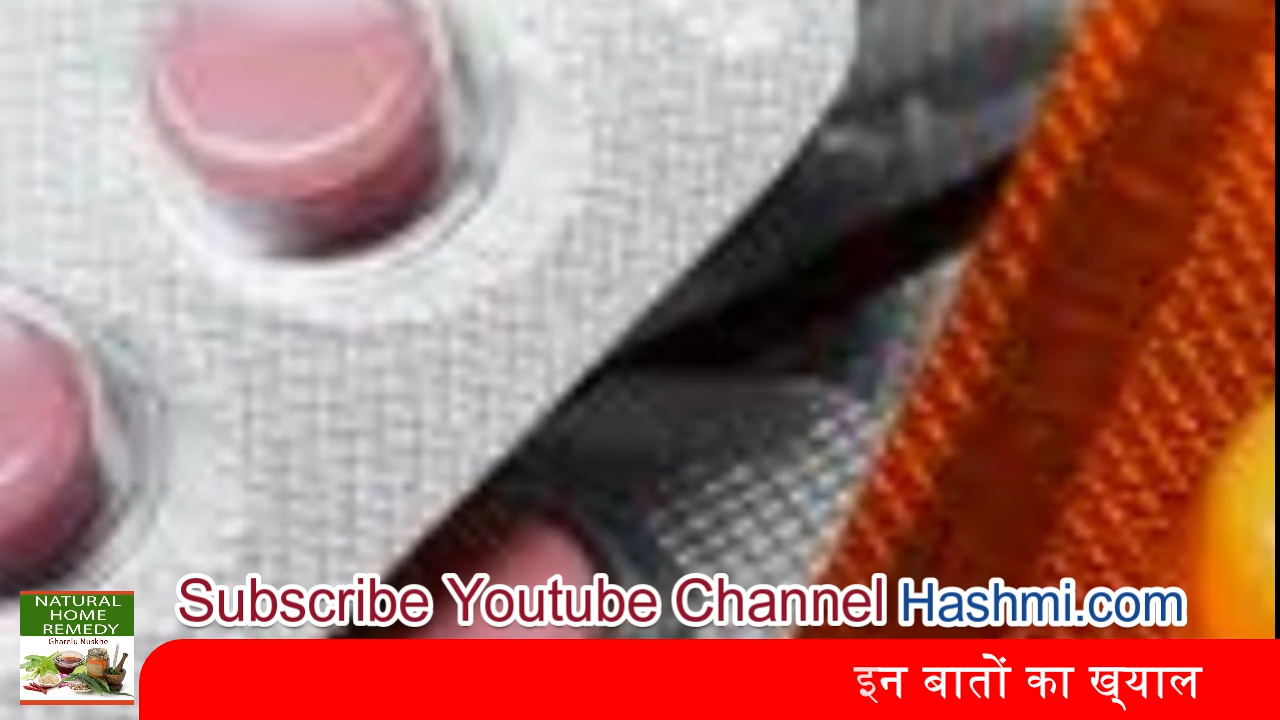 Subscribe Youtube Channel Hashmi.com
NATURAL
HOME
REMEDY
Gharelu Nuskhe
इन बातों का ख्याल